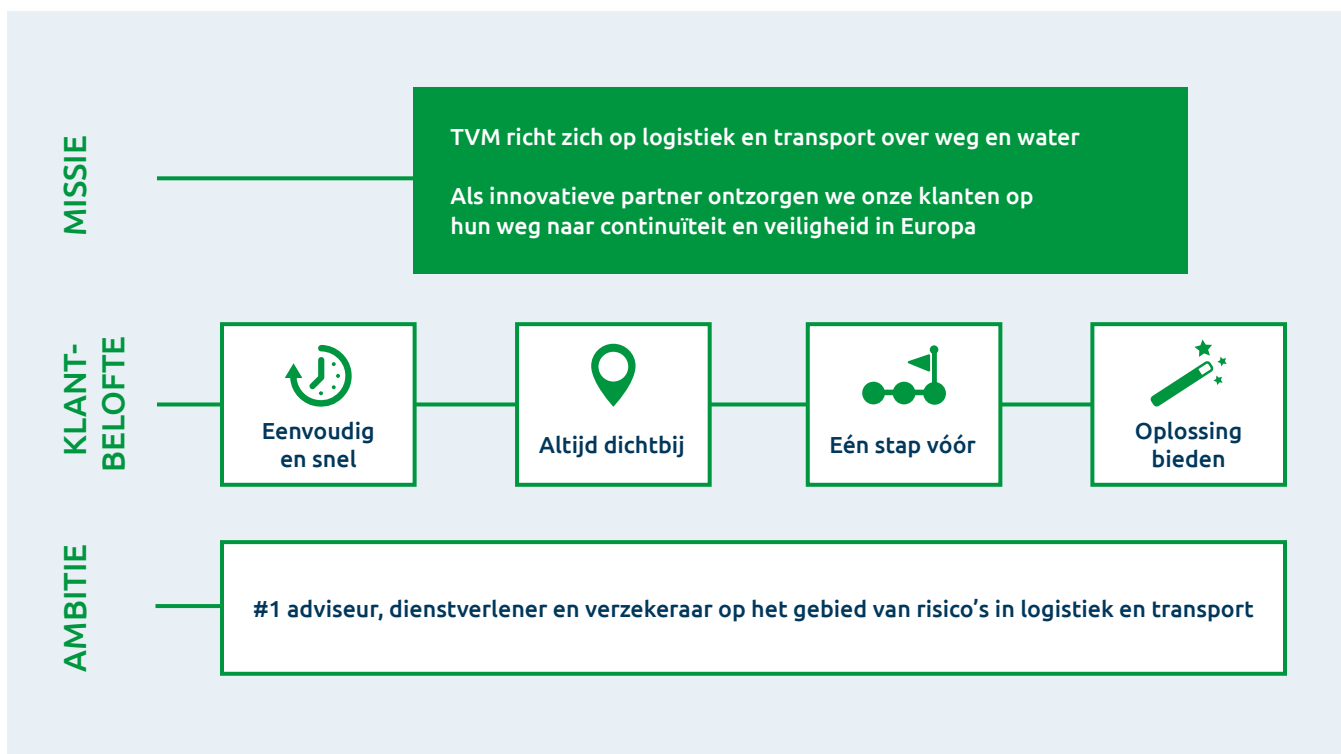 MISSIE
TVM richt zich op logistiek en transport over weg en water
Als innovatieve partner ontzorgen we onze klanten op
hun weg naar continuïteit en veiligheid in Europa
KLANT-
BELOFTE
Eenvoudig
en snel
Altijd dichtbij
Eén stap vóór
Oplossing
bieden
AMBITIE
#1 adviseur, dienstverlener en verzekeraar op het gebied van risico’s in logistiek en transport